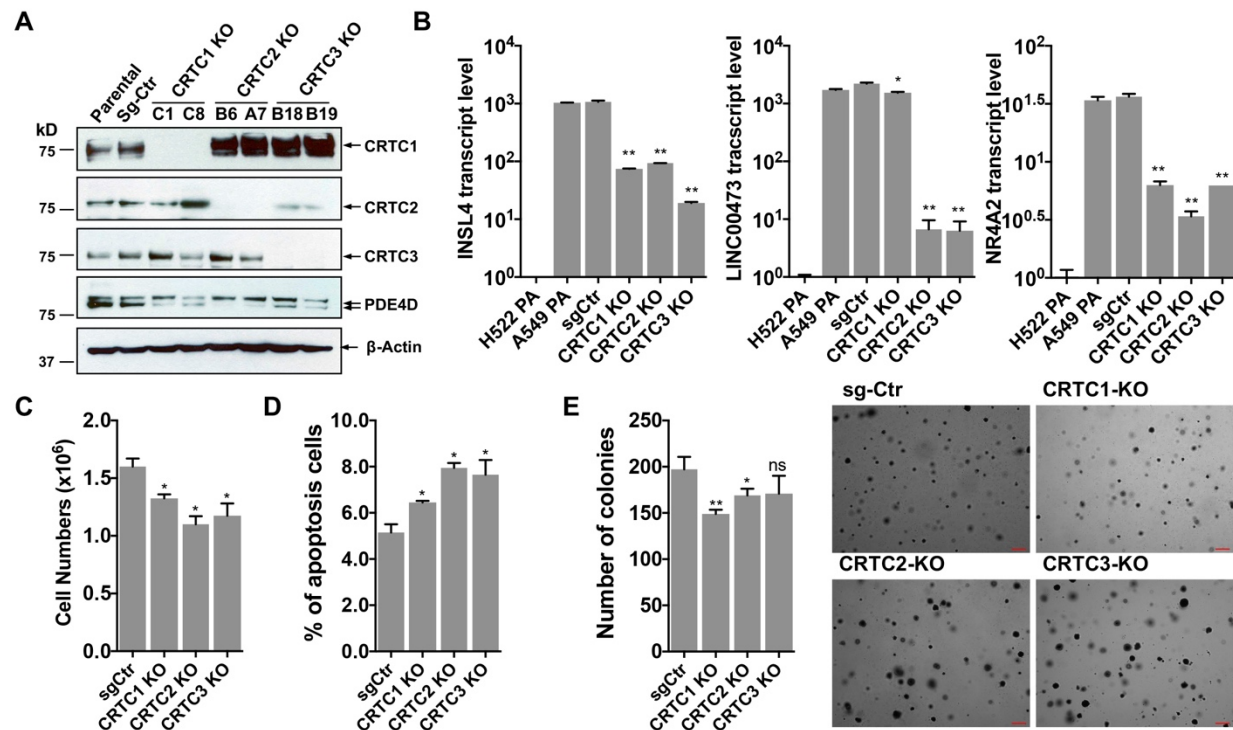 A
CRTC1 KO
CRTC2 KO
CRTC3 KO
Parental
Sg-Ctr
C1 C8 B6 A7 B18 B19
kD
75
CRTC1
75
CRTC2
75
CRTC3
PDE4D
75
β-Actin
37
B
INSL4 transcript level
10⁴
10³
10²
10¹
10⁰
**
**
**
H522 PA
A549 PA
sgCtr
CRTC1 KO
CRTC2 KO
CRTC3 KO
LINC00473 tracscript level
10⁴
10³
10²
10¹
10⁰
*
**
**
H522 PA
A549 PA
sgCtr
CRTC1 KO
CRTC2 KO
CRTC3 KO
NR4A2 transcript level
10¹·⁵
10¹·⁰
10⁰·⁵
10⁰
**
**
**
H522 PA
A549 PA
sgCtr
CRTC1 KO
CRTC2 KO
CRTC3 KO
C
Cell Numbers (x10⁶)
2.0
1.5
1.0
0.5
0.0
*
*
*
sgCtr
CRTC1 KO
CRTC2 KO
CRTC3 KO
D
% of apoptosis cells
10.0
8.0
6.0
4.0
2.0
0.0
*
*
*
sgCtr
CRTC1 KO
CRTC2 KO
CRTC3 KO
E
Number of colonies
250
200
150
100
50
0
**
*
ns
sgCtr
CRTC1 KO
CRTC2 KO
CRTC3 KO
sg-Ctr
CRTC1-KO
CRTC2-KO
CRTC3-KO